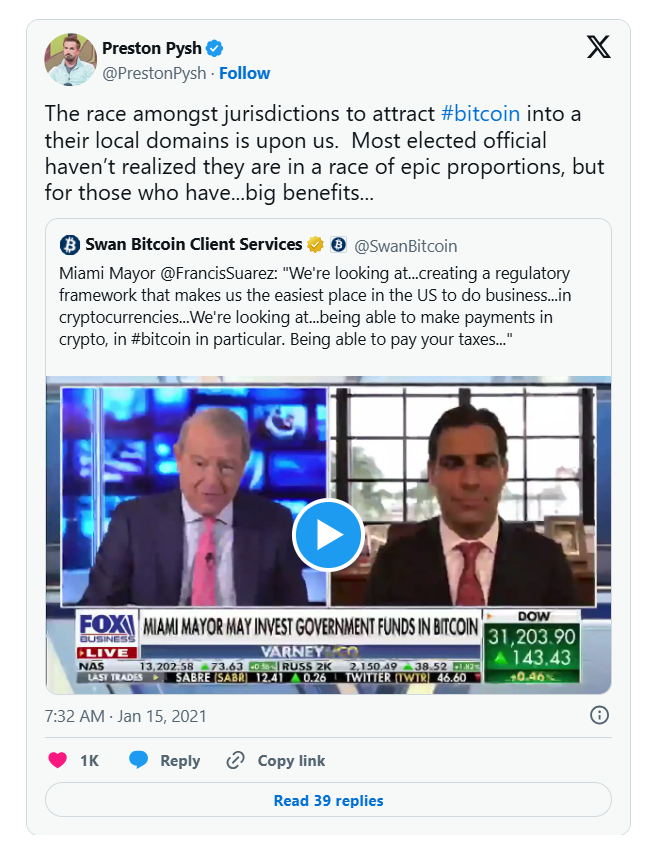 Preston Pysh
@PrestonPysh · Follow
The race amongst jurisdictions to attract #bitcoin into a
their local domains is upon us.  Most elected official
haven’t realized they are in a race of epic proportions, but
for those who have...big benefits...
Swan Bitcoin Client Services @SwanBitcoin
Miami Mayor @FrancisSuarez: "We're looking at...creating a regulatory
framework that makes us the easiest place in the US to do business...in
cryptocurrencies...We're looking at...being able to make payments in
crypto, in #bitcoin in particular. Being able to pay your taxes..."
FOX BUSINESS
LIVE
MIAMI MAYOR MAY INVEST GOVERNMENT FUNDS IN BITCOIN
VARNEY & CO
DOW
31,203.90
143.43
+0.46%
NAS 13,202.58 73.63 +0.56% RUSS 2K 2,150.49 38.52 +1.82%
LAST TRADES SABRE (SABR) 12.41 0.26 TWITTER (TWTR) 46.60
7:32 AM · Jan 15, 2021
1K Reply Copy link
Read 39 replies